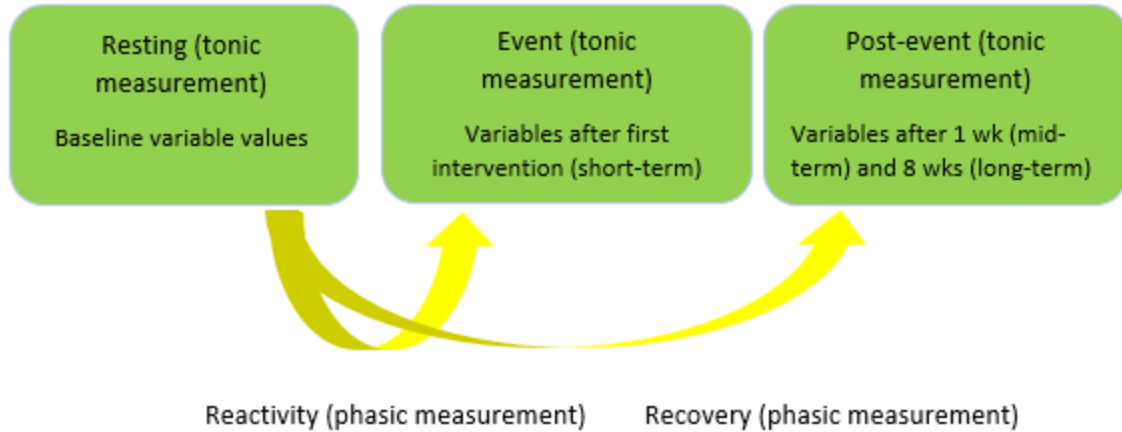 Resting (tonic
measurement)
Baseline variable values
Event (tonic
measurement)
Variables after first
intervention (short-term)
Post-event (tonic
measurement)
Variables after 1 wk (mid-
term) and 8 wks (long-term)
Reactivity (phasic measurement)
Recovery (phasic measurement)